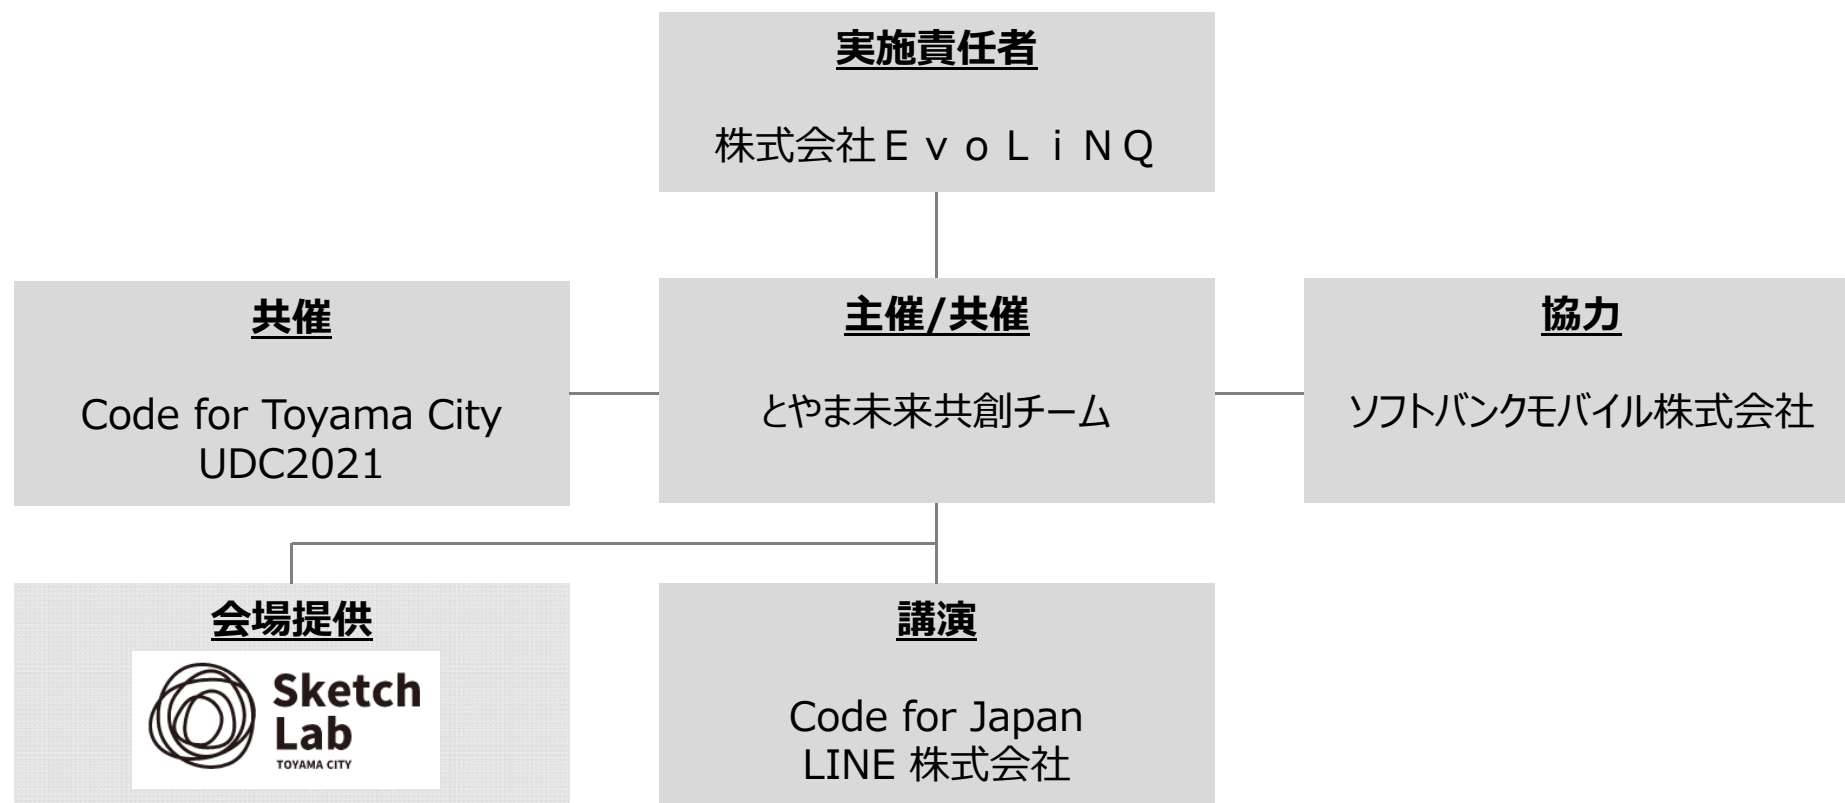 実施責任者
株式会社EvoLiNQ
共催
Code for Toyama City
UDC2021
主催/共催
とやま未来共創チーム
協力
ソフトバンクモバイル株式会社
会場提供
Sketch
Lab
TOYAMA CITY
講演
Code for Japan
LINE 株式会社